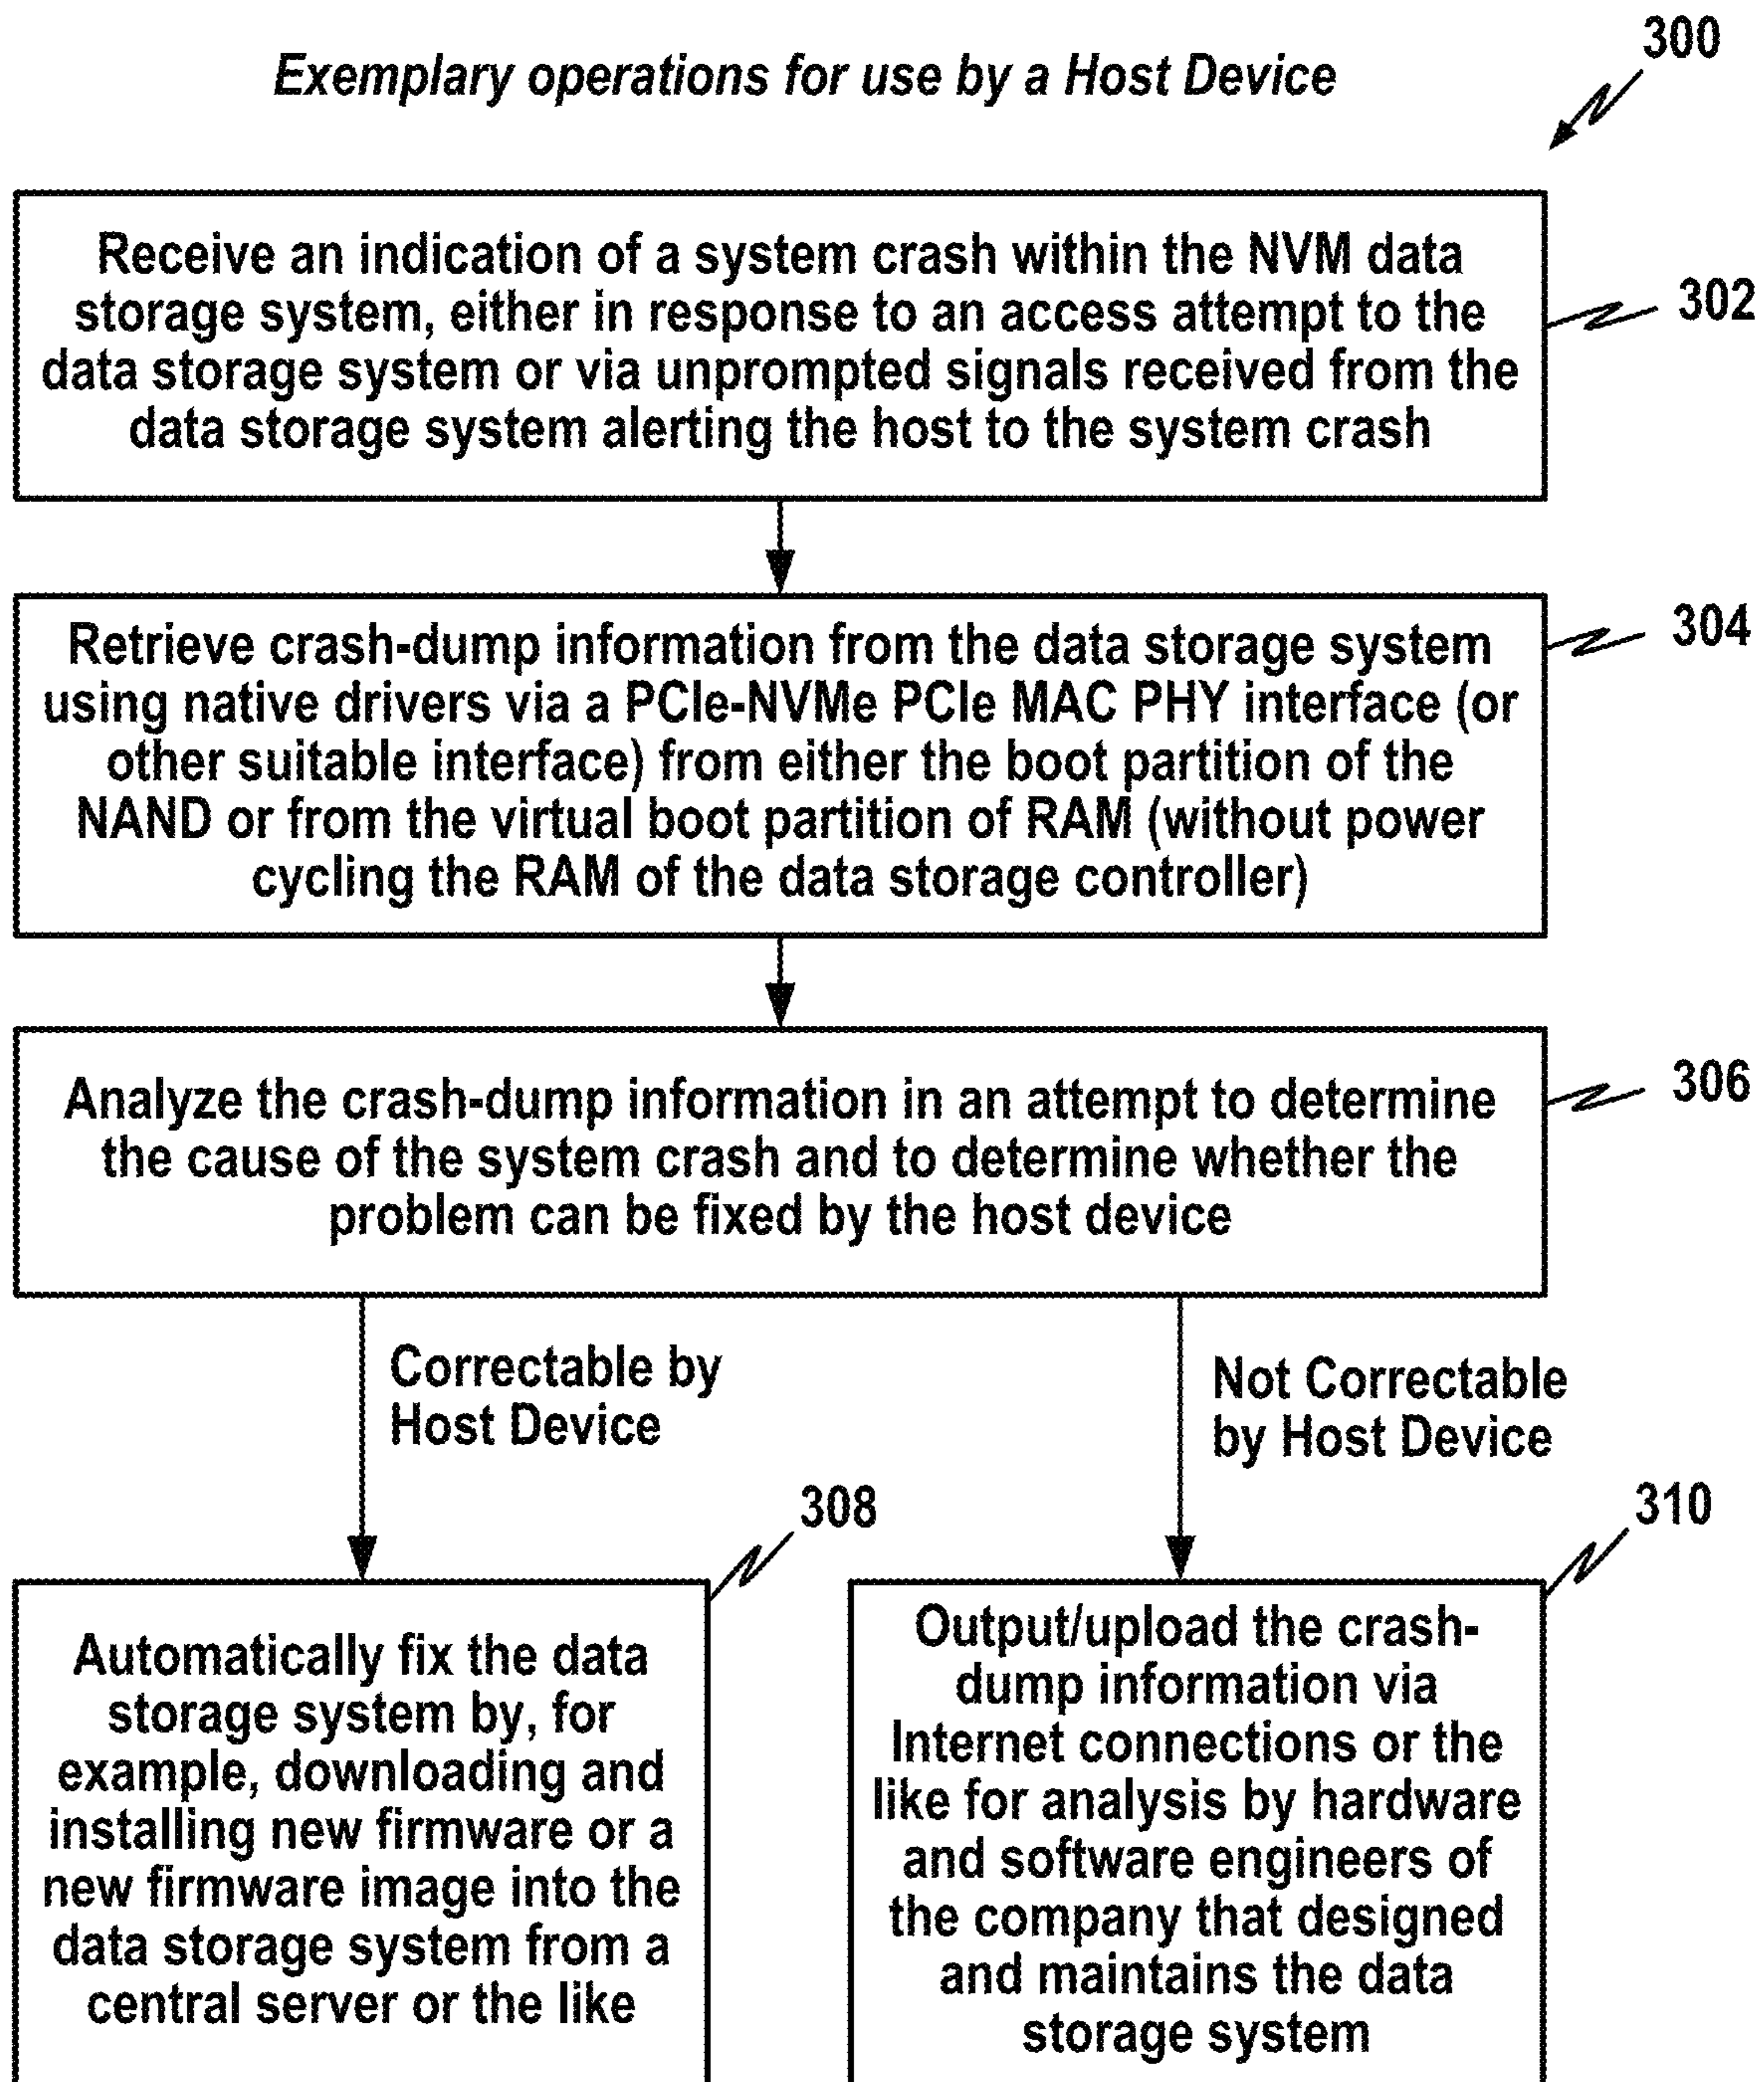 300
Exemplary operations for use by a Host Device
Receive an indication of a system crash within the NVM data
storage system, either in response to an access attempt to the
data storage system or via unprompted signals received from the
data storage system alerting the host to the system crash
302
Retrieve crash-dump information from the data storage system
using native drivers via a PCIe-NVMe PCIe MAC PHY interface (or
other suitable interface) from either the boot partition of the
NAND or from the virtual boot partition of RAM (without power
cycling the RAM of the data storage controller)
304
Analyze the crash-dump information in an attempt to determine
the cause of the system crash and to determine whether the
problem can be fixed by the host device
306
Correctable by
Host Device
Not Correctable
by Host Device
308
Automatically fix the data
storage system by, for
example, downloading and
installing new firmware or a
new firmware image into the
data storage system from a
central server or the like
310
Output/upload the crash-
dump information via
Internet connections or the
like for analysis by hardware
and software engineers of
the company that designed
and maintains the data
storage system